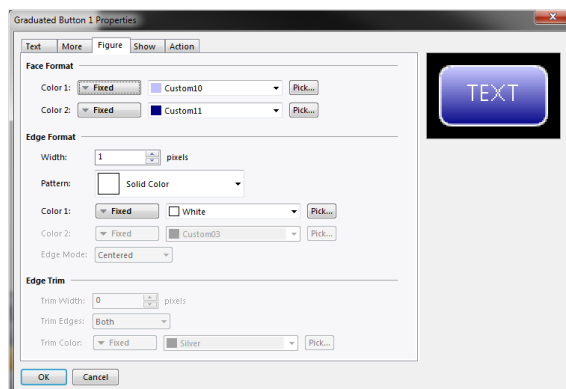 Graduated Button 1 Properties
Text More Figure Show Action
Face Format
Color 1: Fixed Custom10 Pick...
Color 2: Fixed Custom11 Pick...
Edge Format
Width: 1 pixels
Pattern: Solid Color
Color 1: Fixed White Pick...
Color 2: Fixed Custom03 Pick...
Edge Mode: Centered
Edge Trim
Trim Width: 0 pixels
Trim Edges: Both
Trim Color: Fixed Silver Pick...
OK Cancel
TEXT